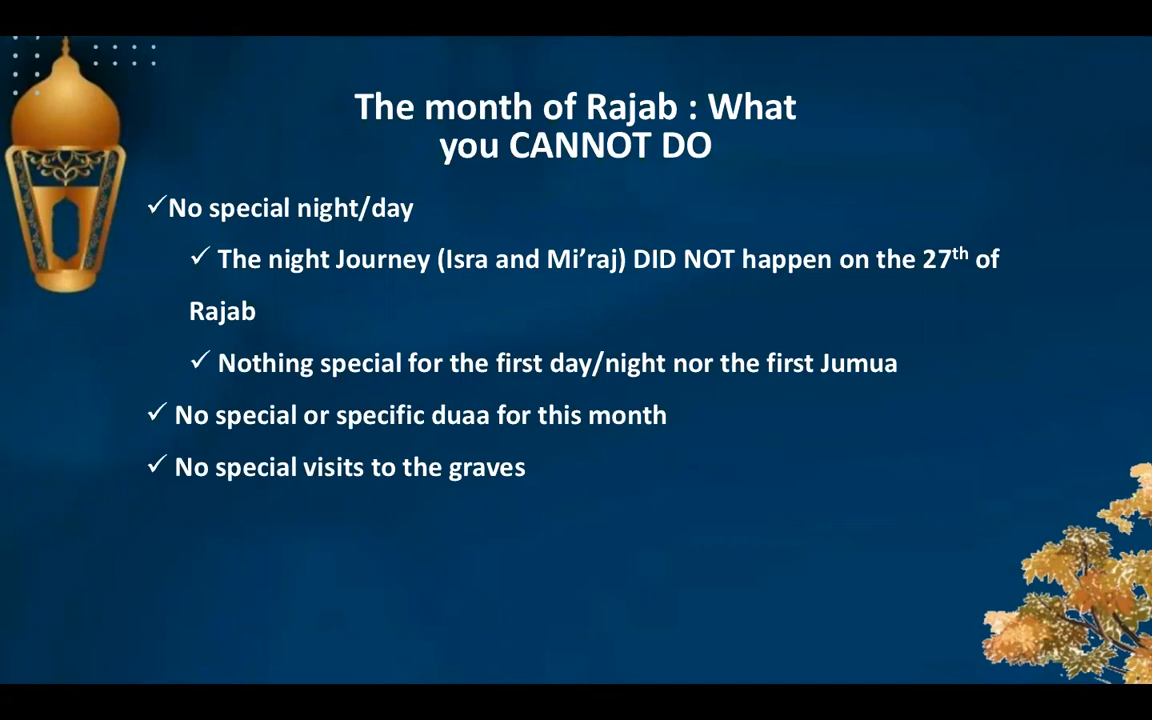 The month of Rajab : What
you CANNOT DO
✓No special night/day
✓ The night Journey (Isra and Mi’raj) DID NOT happen on the 27th of
Rajab
✓ Nothing special for the first day/night nor the first Jumua
✓ No special or specific duaa for this month
✓ No special visits to the graves